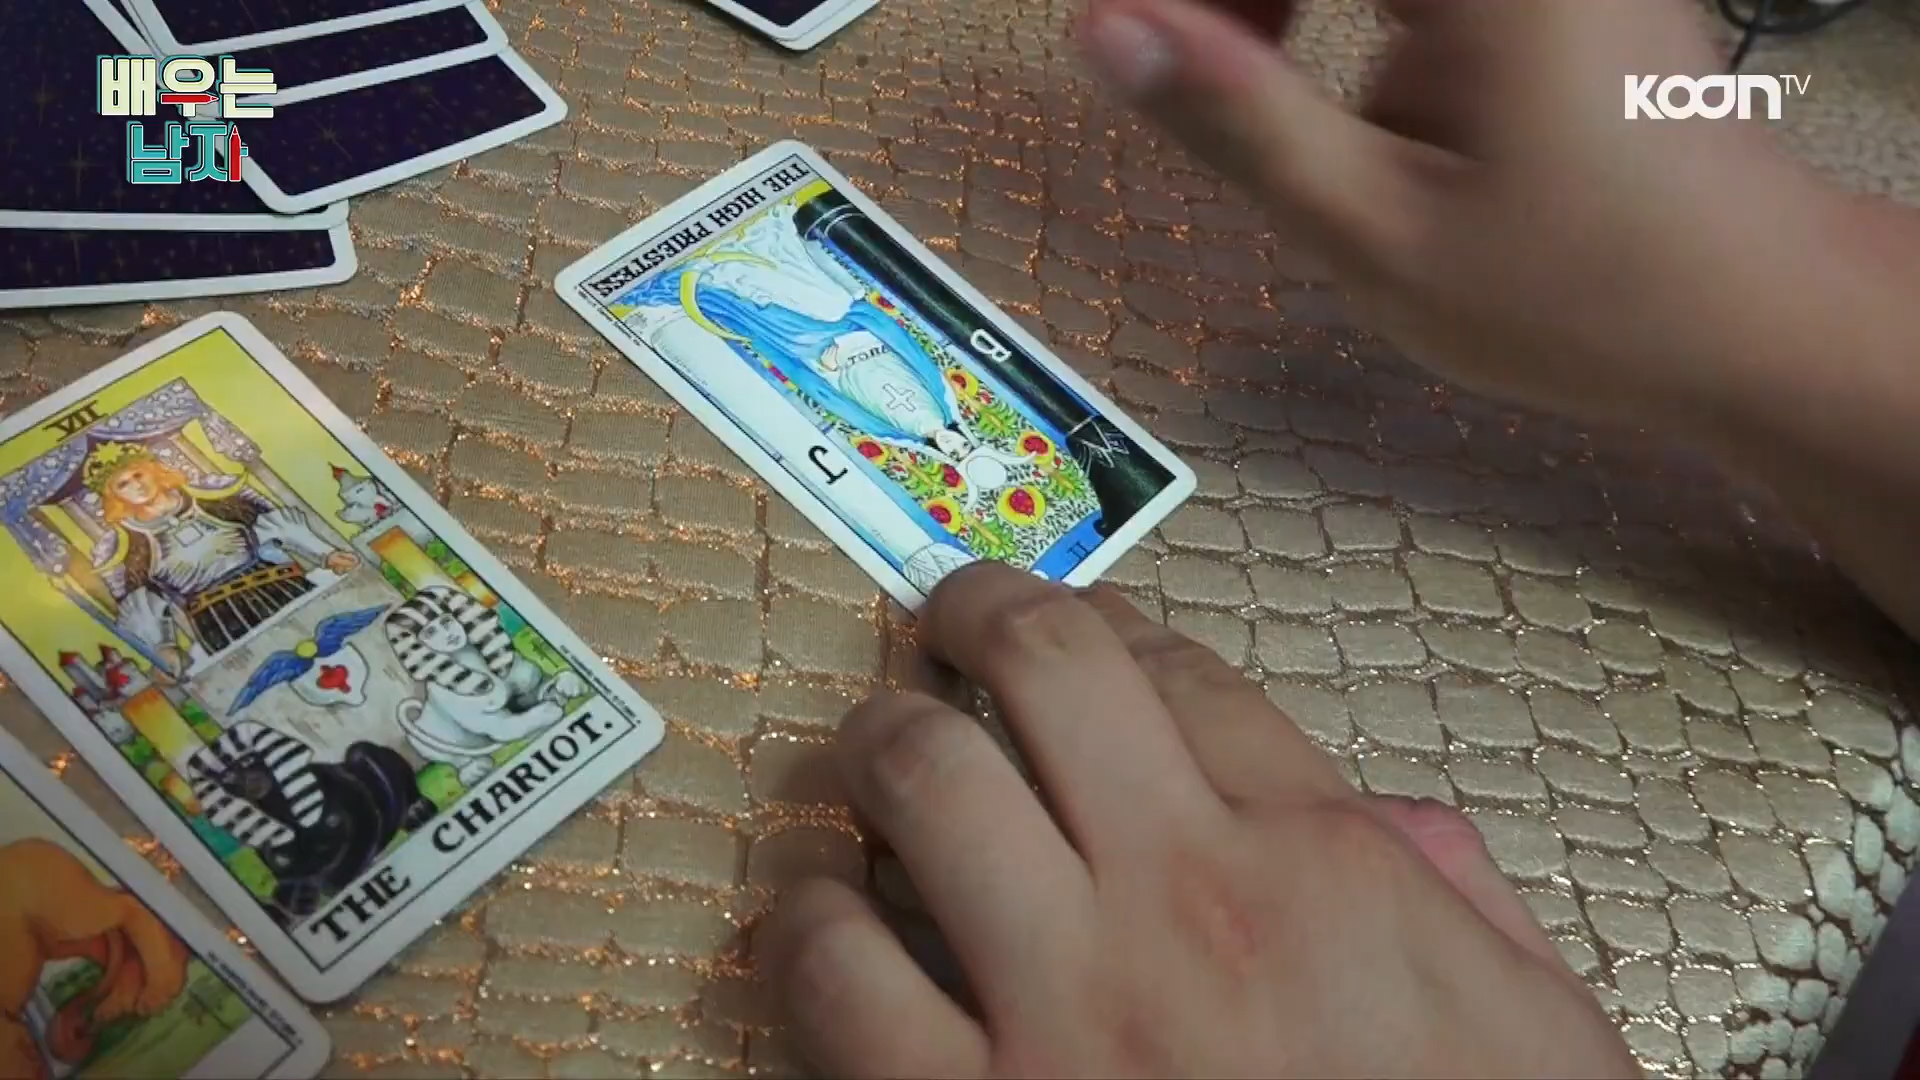 배우는
남자
KOON TV
THE HIGH PRIESTESS
B
TORA
J
II
VII
THE CHARIOT.